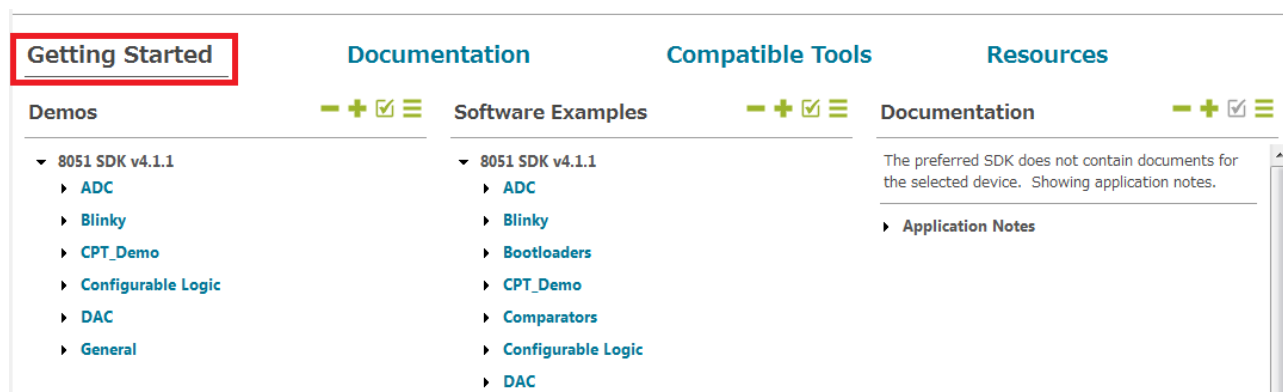 Getting Started
Documentation
Compatible Tools
Resources
Demos
8051 SDK v4.1.1
ADC
Blinky
CPT_Demo
Configurable Logic
DAC
General
Software Examples
8051 SDK v4.1.1
ADC
Blinky
Bootloaders
CPT_Demo
Comparators
Configurable Logic
DAC
Documentation
The preferred SDK does not contain documents for
the selected device. Showing application notes.
Application Notes